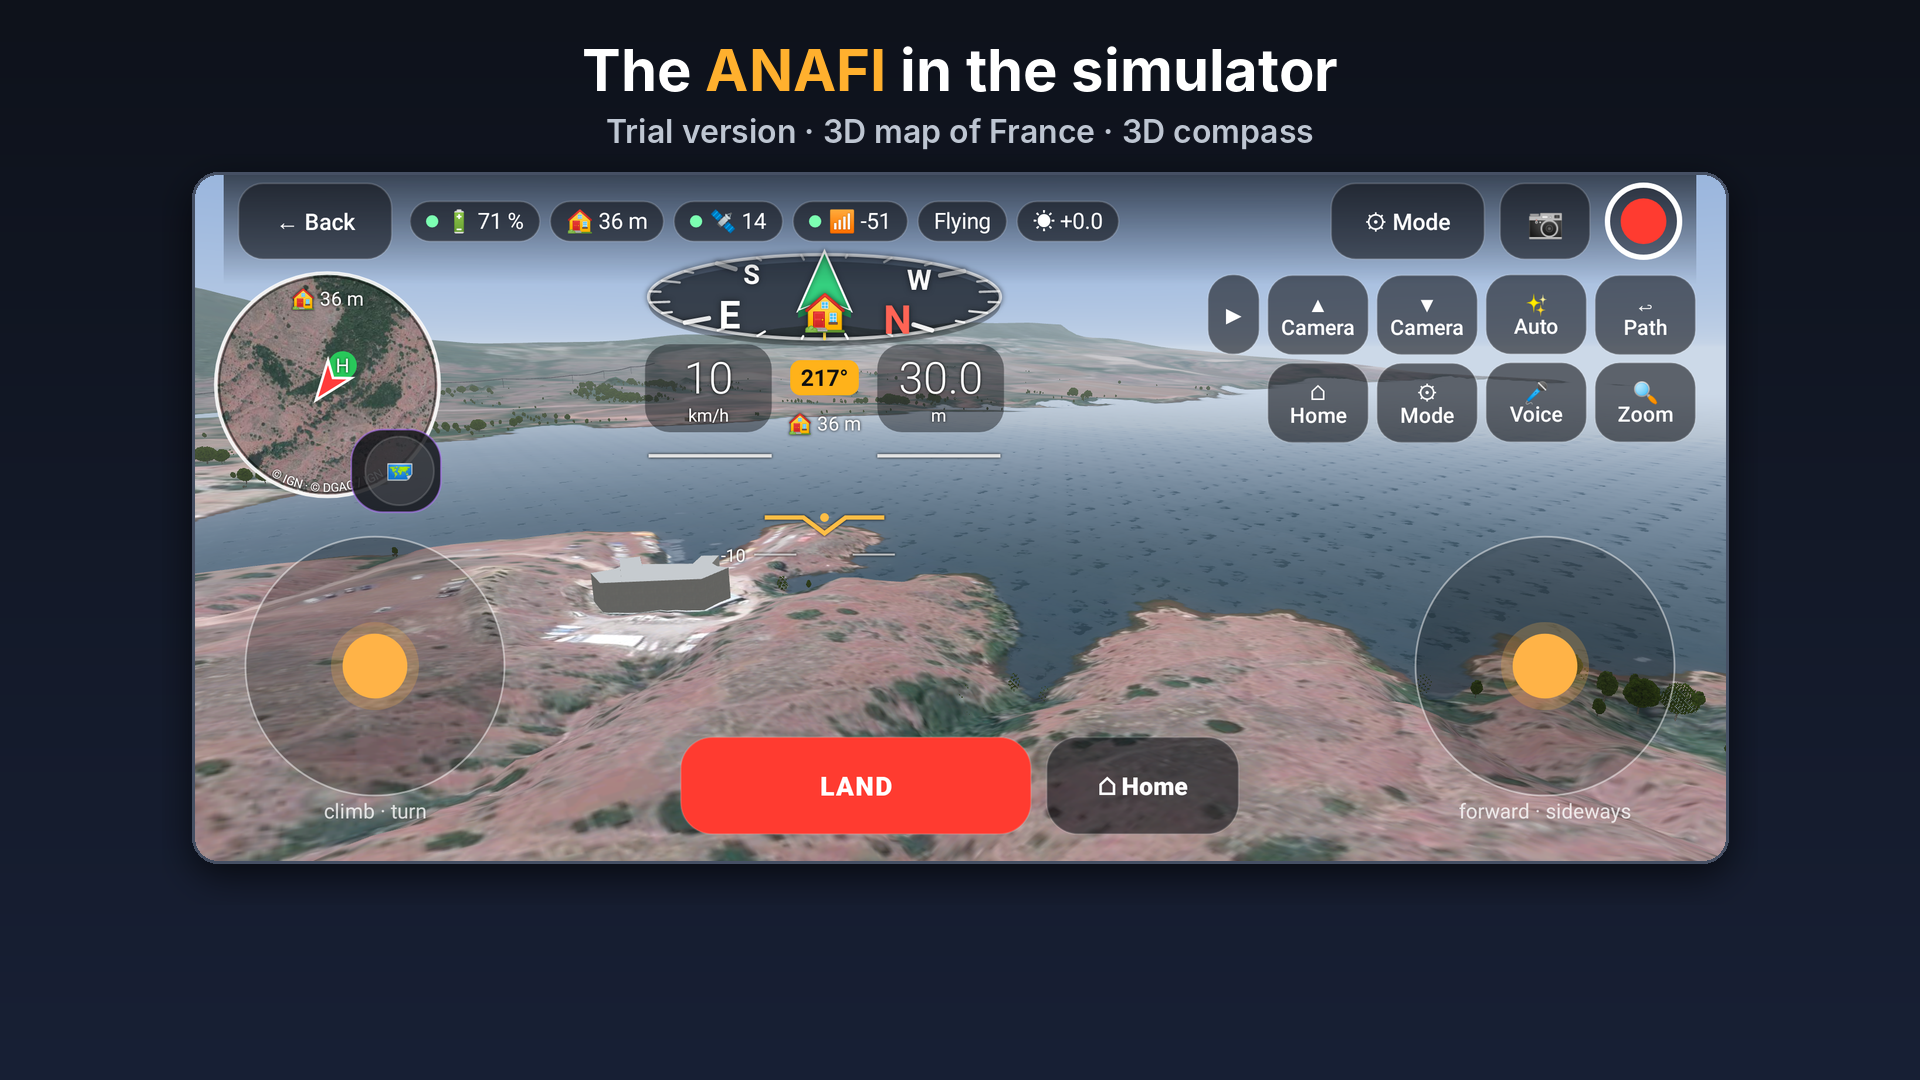 The ANAFI in the simulator
Trial version · 3D map of France · 3D compass
← Back
71 %
36 m
14
-51
Flying
+0.0
Mode
36 m
S
W
E
N
10
km/h
217°
36 m
30.0
m
▲
Camera
▼
Camera
Auto
Path
▶
Home
Mode
Voice
Zoom
H
© IGN · © DGAC
-10
climb · turn
LAND
Home
forward · sideways